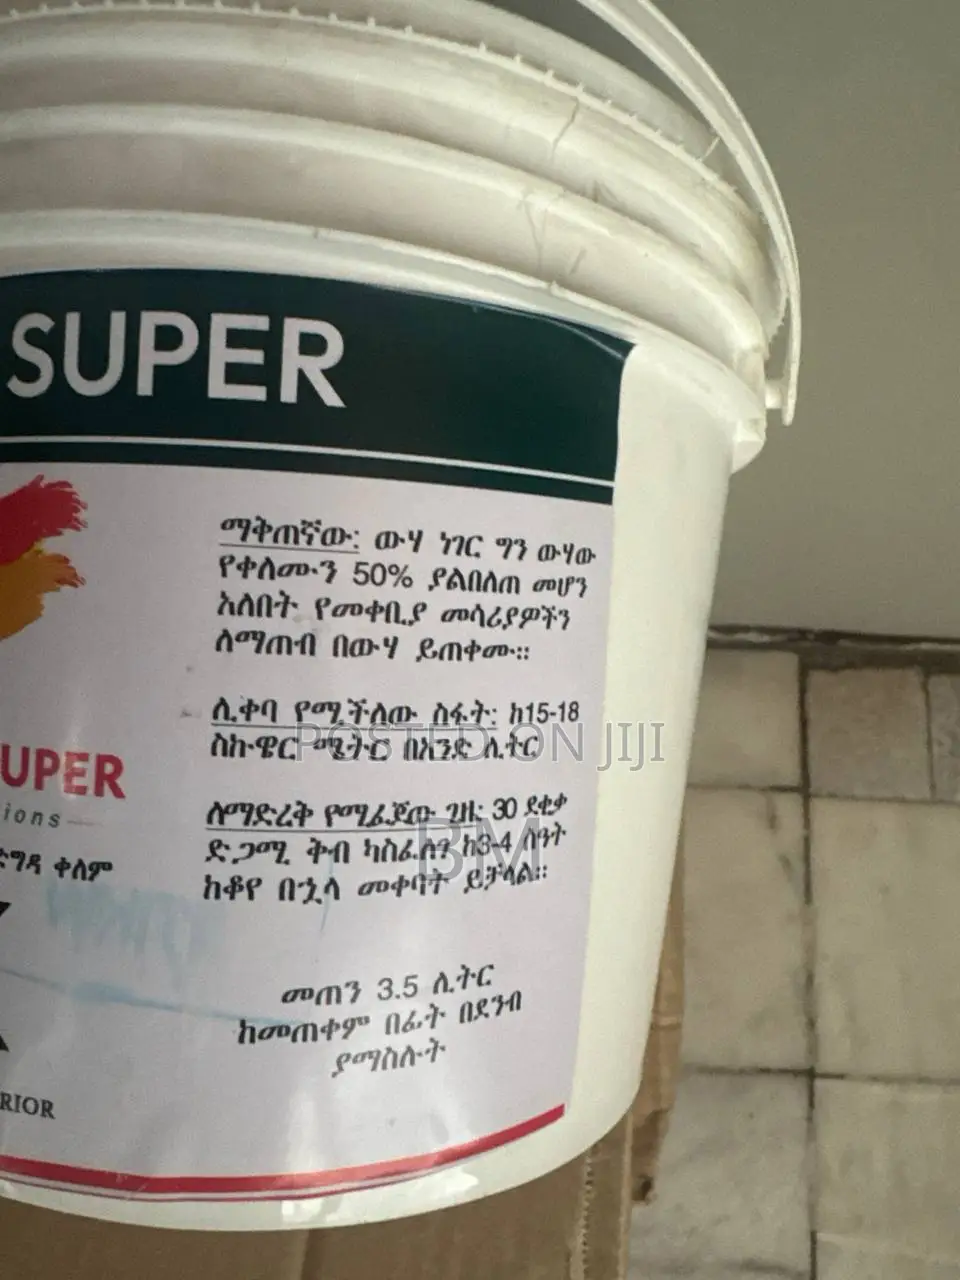 SUPER
ማቅጠኛው: ውሃ ነገር ግን ውሃው
የቀለሙን 50% ያልበለጠ መሆን
አለበት የመቀቢያ መሳሪያዎችን
ለማጠብ በውሃ ይጠቀሙ።
ሊቀባ የሚችለው ስፋት: ከ15-18
ስኩዌር ሜትር በአንድ ሊትር
POSTED ON JIJI
UPER
ions
ለማድረቅ የሚፈጀው ጊዜ: 30 ደቂቃ
ድጋሚ ቅብ ካስፈለገ ከ3-4 ሰዓት
BM
ከቆየ በኋላ መቀባት ይቻላል።
ቀለም
መጠን 3.5 ሊትር
ከመጠቀም በፊት በደንብ
ያማስሉት
RIOR